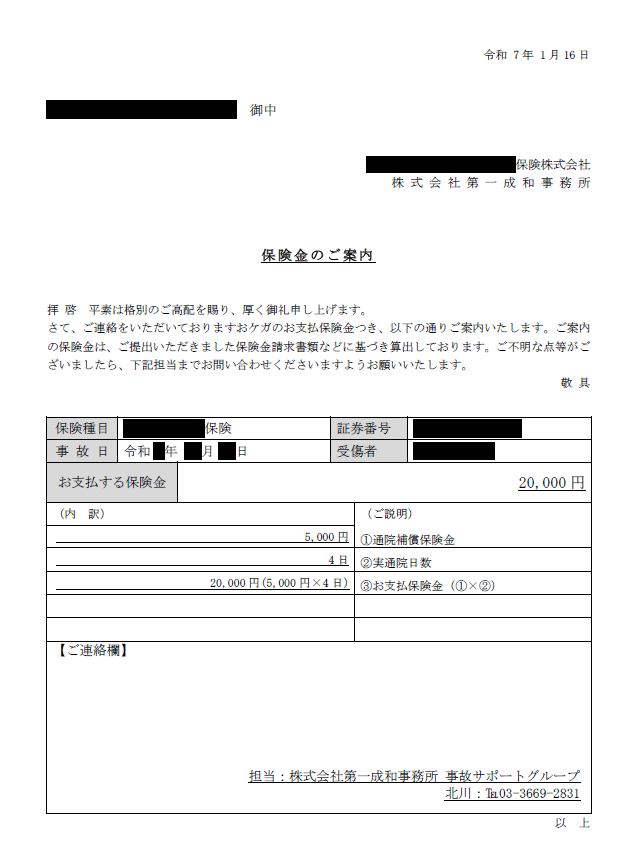 令和 7年 1月16日
御中
保険株式会社
株式会社第一成和事務所
保険金のご案内
拝啓 平素は格別のご高配を賜り、厚く御礼申し上げます。
さて、ご連絡をいただいておりますおケガのお支払保険金つき、以下の通りご案内いたします。ご案内
の保険金は、ご提出いただきました保険金請求書類などに基づき算出しております。ご不明な点等がご
ざいましたら、下記担当までお問い合わせくださいますようお願いいたします。
敬具
保険種目 保険 証券番号
事故日 令和 年 月 日 受傷者
お支払する保険金 20,000円
（内 訳） （ご説明）
5,000円 ①通院補償保険金
4日 ②実通院日数
20,000円(5,000円×4日) ③お支払保険金（①×②）
【ご連絡欄】
担当：株式会社第一成和事務所 事故サポートグループ
北川：℡03-3669-2831
以 上